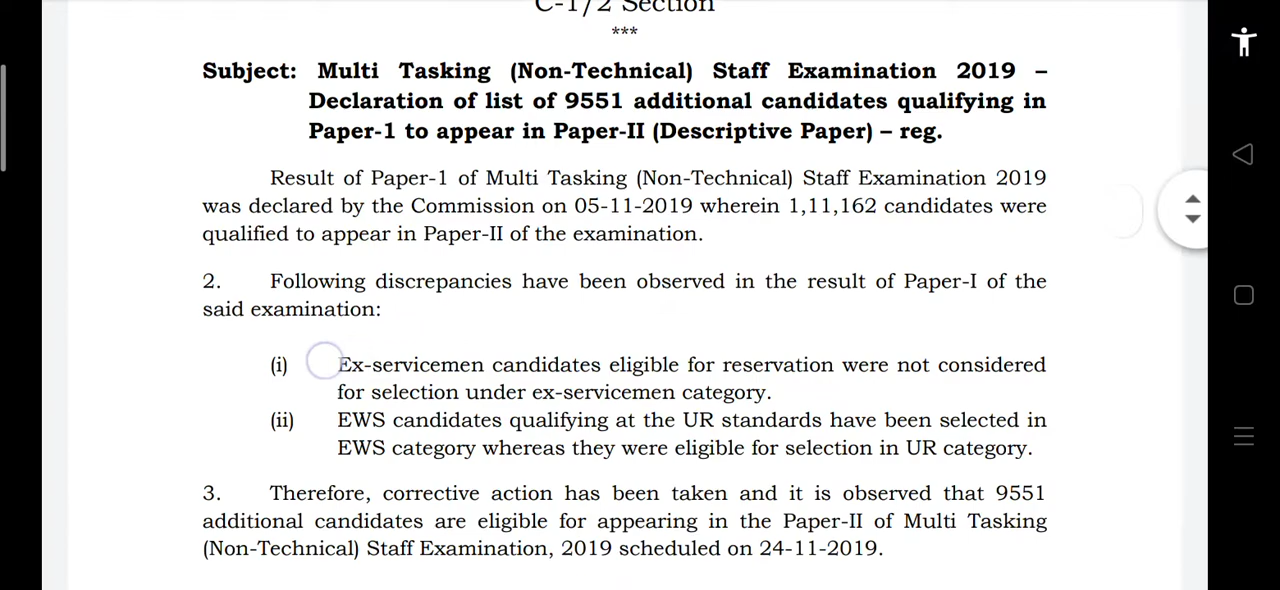 C-1/2 Section
***
Subject: Multi Tasking (Non-Technical) Staff Examination 2019 –
Declaration of list of 9551 additional candidates qualifying in
Paper-1 to appear in Paper-II (Descriptive Paper) – reg.
Result of Paper-1 of Multi Tasking (Non-Technical) Staff Examination 2019
was declared by the Commission on 05-11-2019 wherein 1,11,162 candidates were
qualified to appear in Paper-II of the examination.
2. Following discrepancies have been observed in the result of Paper-I of the
said examination:
(i) Ex-servicemen candidates eligible for reservation were not considered
for selection under ex-servicemen category.
(ii) EWS candidates qualifying at the UR standards have been selected in
EWS category whereas they were eligible for selection in UR category.
3. Therefore, corrective action has been taken and it is observed that 9551
additional candidates are eligible for appearing in the Paper-II of Multi Tasking
(Non-Technical) Staff Examination, 2019 scheduled on 24-11-2019.